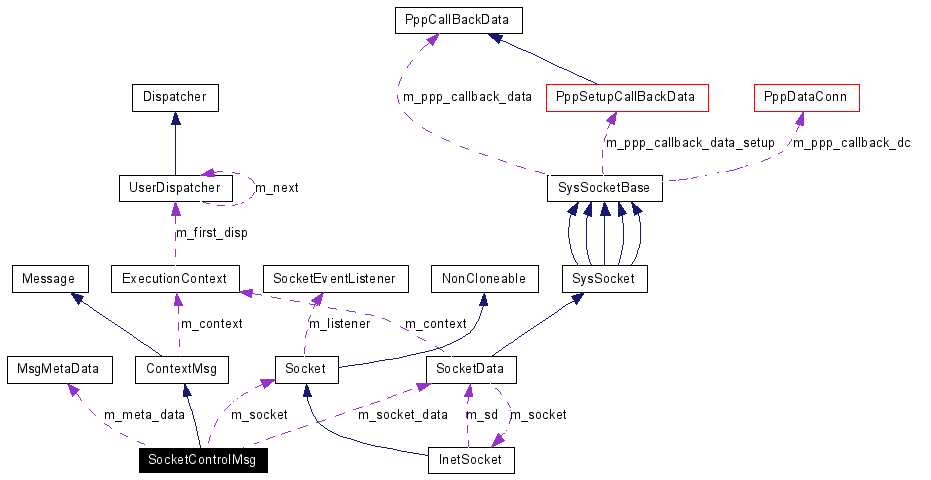 PppCallBackData
Dispatcher
m_ppp_callback_data
PppSetupCallBackData
PppDataConn
m_ppp_callback_data_setup
m_ppp_callback_dc
UserDispatcher
m_next
SysSocketBase
m_first_disp
Message
ExecutionContext
SocketEventListener
NonCloneable
SysSocket
m_context
m_listener
m_context
MsgMetaData
ContextMsg
Socket
SocketData
m_meta_data
m_socket
m_socket_data
m_sd
m_socket
SocketControlMsg
InetSocket